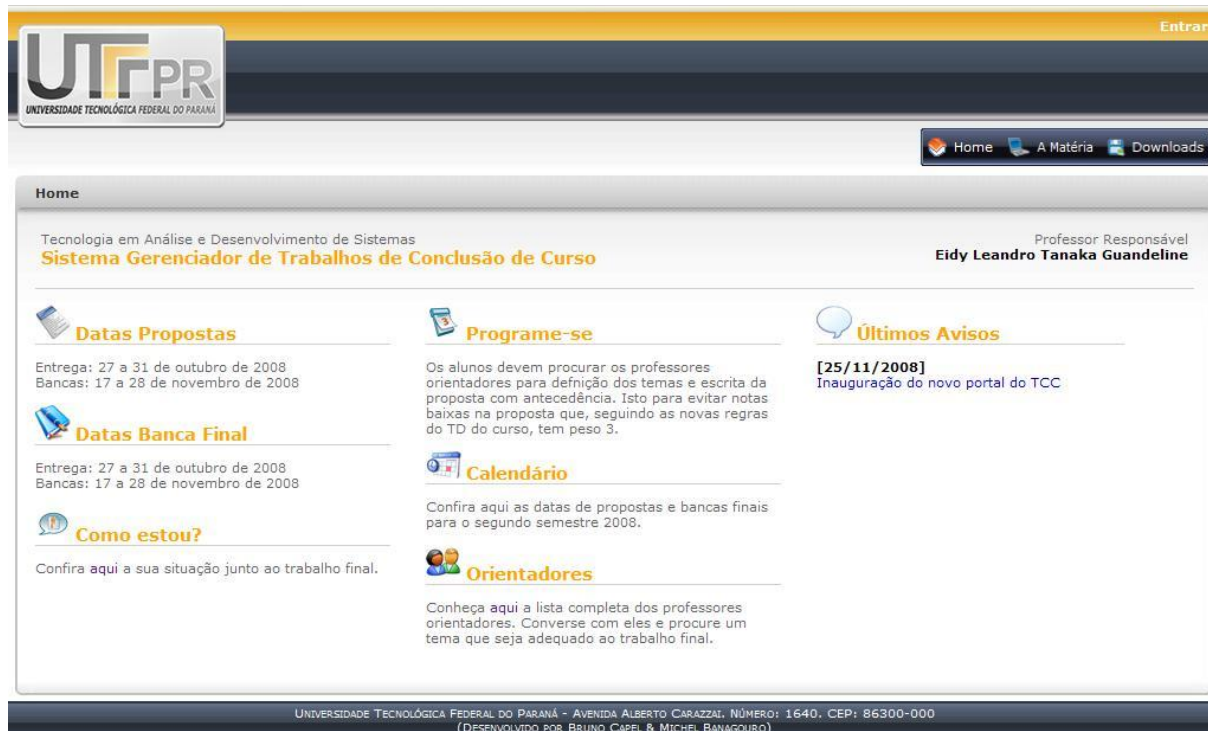 Entrar
UTFPR
UNIVERSIDADE TECNOLÓGICA FEDERAL DO PARANÁ
Home A Matéria Downloads
Home
Tecnologia em Análise e Desenvolvimento de Sistemas
Sistema Gerenciador de Trabalhos de Conclusão de Curso
Professor Responsável
Eidy Leandro Tanaka Guandeline
Datas Propostas
Entrega: 27 a 31 de outubro de 2008
Bancas: 17 a 28 de novembro de 2008
Datas Banca Final
Entrega: 27 a 31 de outubro de 2008
Bancas: 17 a 28 de novembro de 2008
Como estou?
Confira aqui a sua situação junto ao trabalho final.
Programe-se
Os alunos devem procurar os professores
orientadores para defnição dos temas e escrita da
proposta com antecedência. Isto para evitar notas
baixas na proposta que, seguindo as novas regras
do TD do curso, tem peso 3.
Calendário
Confira aqui as datas de propostas e bancas finais
para o segundo semestre 2008.
Orientadores
Conheça aqui a lista completa dos professores
orientadores. Converse com eles e procure um
tema que seja adequado ao trabalho final.
Últimos Avisos
[25/11/2008]
Inauguração do novo portal do TCC
Universidade Tecnológica Federal do Paraná - Avenida Alberto Carazzai. Número: 1640. CEP: 86300-000
(Desenvolvido por Bruno Capel & Michel Banagouro)